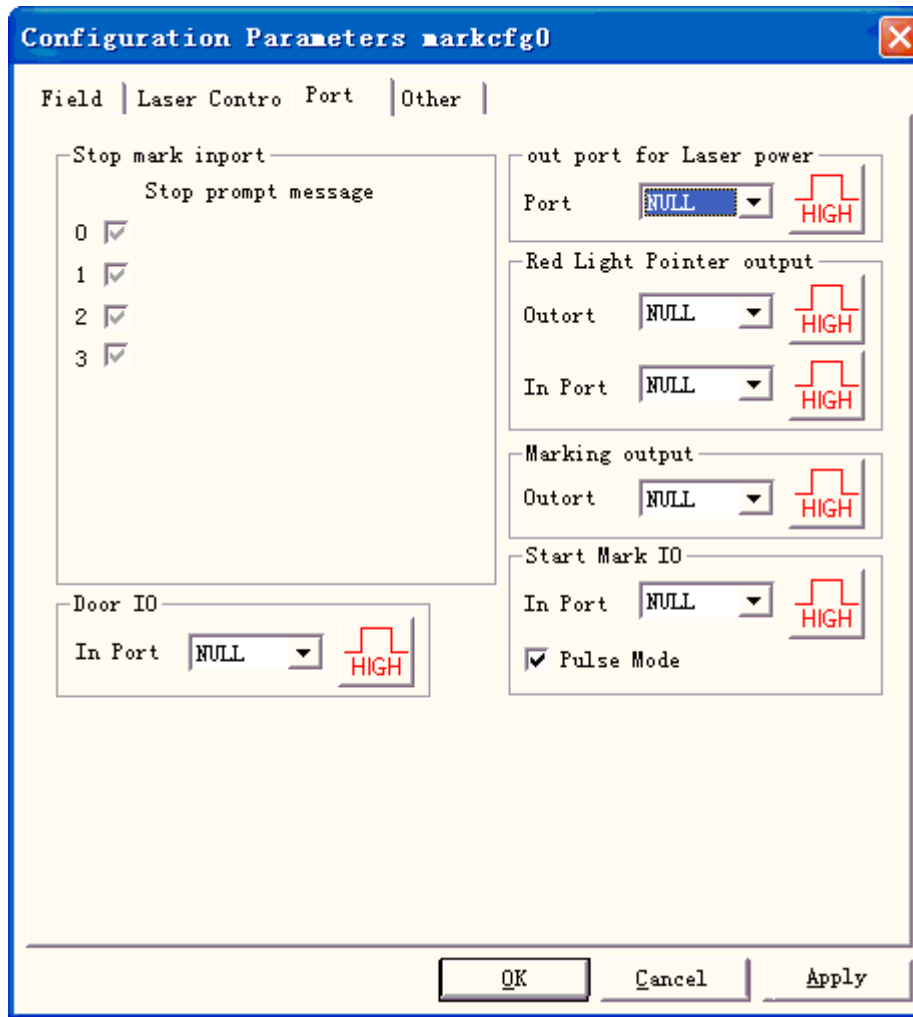 Configuration Parameters markcfg0
Field Laser Contro Port Other
Stop mark inport
Stop prompt message
0
1
2
3
Door IO
In Port NULL HIGH
out port for Laser power
Port NULL HIGH
Red Light Pointer output
Outort NULL HIGH
In Port NULL HIGH
Marking output
Outort NULL HIGH
Start Mark IO
In Port NULL HIGH
Pulse Mode
OK Cancel Apply